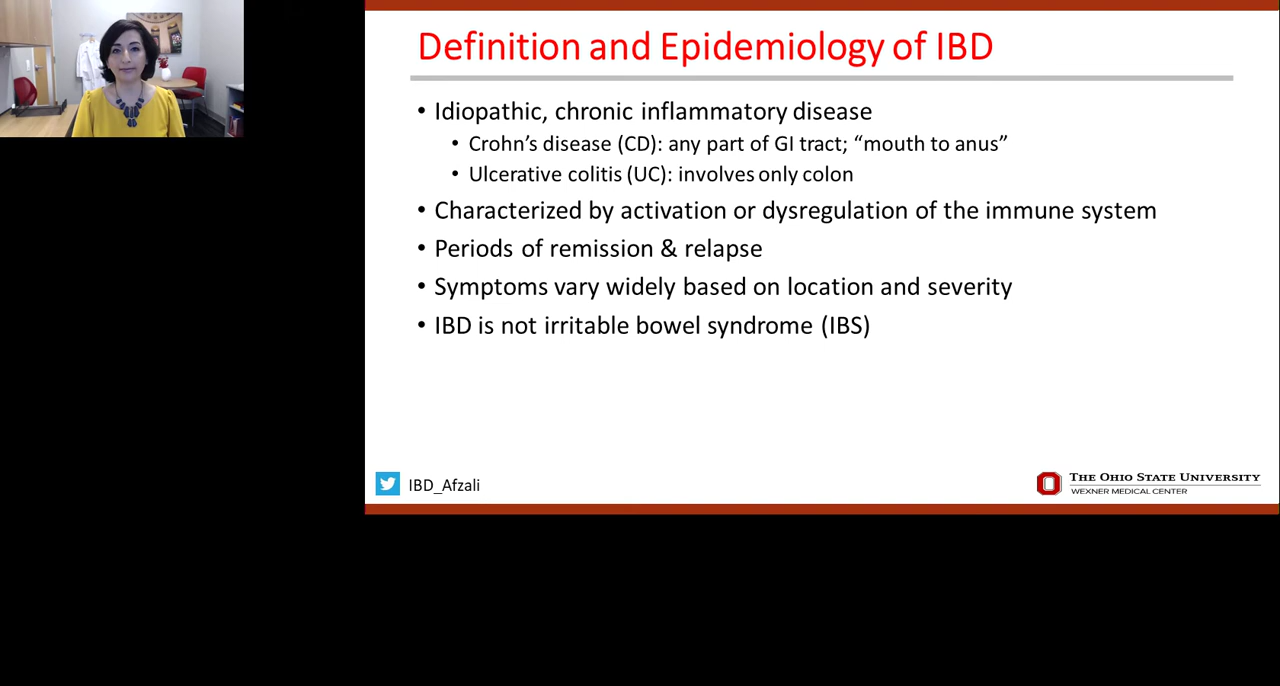 Definition and Epidemiology of IBD
• Idiopathic, chronic inflammatory disease
• Crohn’s disease (CD): any part of GI tract; “mouth to anus”
• Ulcerative colitis (UC): involves only colon
• Characterized by activation or dysregulation of the immune system
• Periods of remission & relapse
• Symptoms vary widely based on location and severity
• IBD is not irritable bowel syndrome (IBS)
IBD_Afzali
THE OHIO STATE UNIVERSITY
WEXNER MEDICAL CENTER